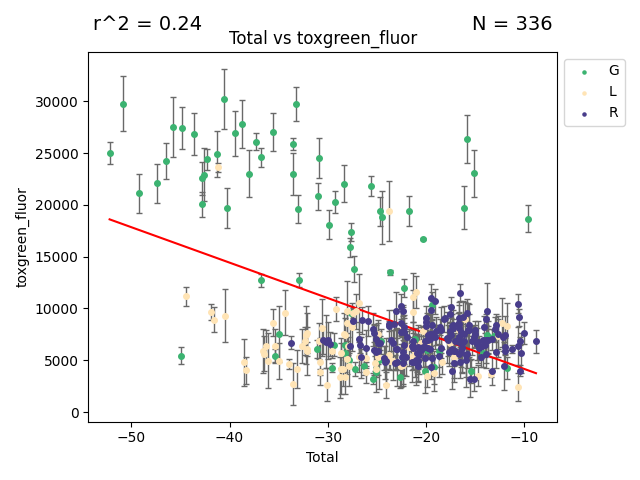 r^2 = 0.24
N = 336
Total vs toxgreen_fluor
G
L
R
30000
25000
20000
15000
10000
5000
0
toxgreen_fluor
−50
−40
−30
−20
−10
Total